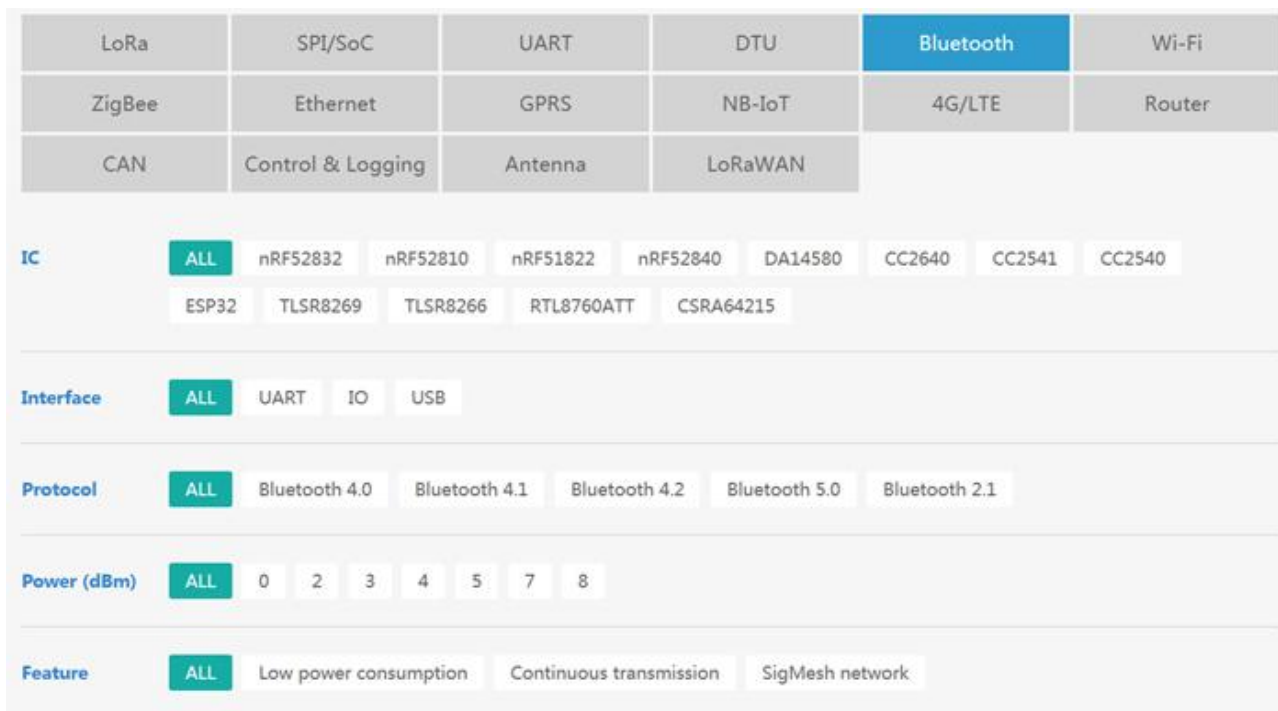 LoRa SPI/SoC UART DTU Bluetooth Wi-Fi
ZigBee Ethernet GPRS NB-IoT 4G/LTE Router
CAN Control & Logging Antenna LoRaWAN
IC ALL nRF52832 nRF52810 nRF51822 nRF52840 DA14580 CC2640 CC2541 CC2540
ESP32 TLSR8269 TLSR8266 RTL8760ATT CSRA64215
Interface ALL UART IO USB
Protocol ALL Bluetooth 4.0 Bluetooth 4.1 Bluetooth 4.2 Bluetooth 5.0 Bluetooth 2.1
Power (dBm) ALL 0 2 3 4 5 7 8
Feature ALL Low power consumption Continuous transmission SigMesh network